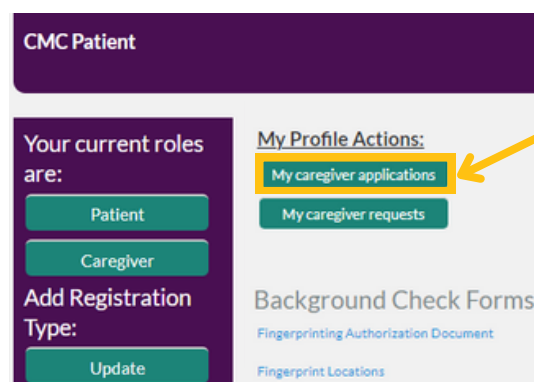 CMC Patient
Your current roles
are:
Patient
Caregiver
Add Registration
Type:
Update
My Profile Actions:
My caregiver applications
My caregiver requests
Background Check Forms
Fingerprinting Authorization Document
Fingerprint Locations